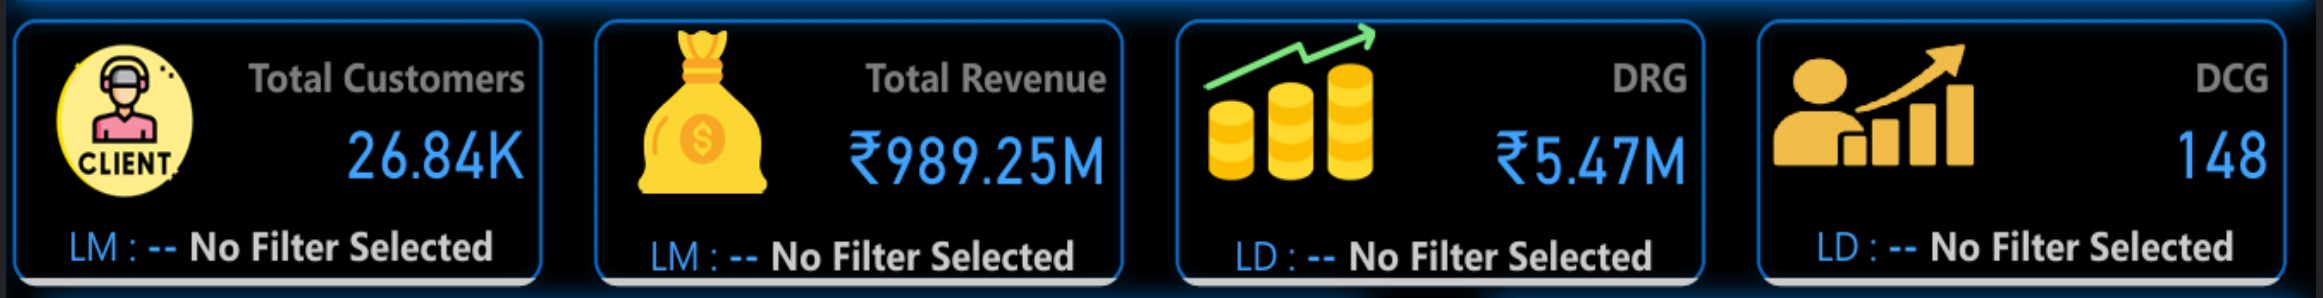 CLIENT
Total Customers
26.84K
LM : -- No Filter Selected
$
Total Revenue
₹989.25M
LM : -- No Filter Selected
DRG
₹5.47M
LD : -- No Filter Selected
DCG
148
LD : -- No Filter Selected